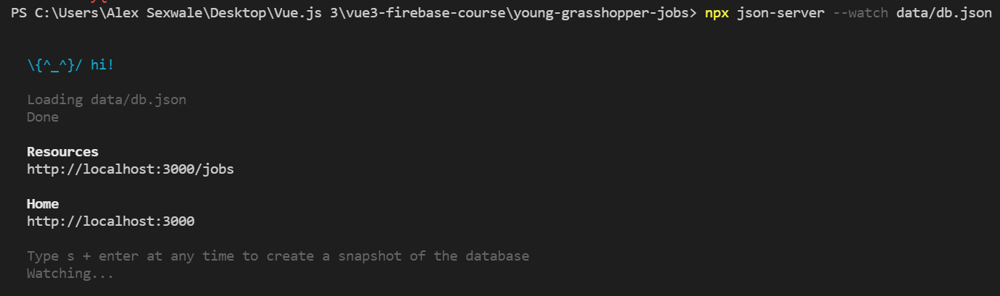 PS C:\Users\Alex Sexwale\Desktop\Vue.js 3\vue3-firebase-course\young-grasshopper-jobs> npx json-server --watch data/db.json
\{^_^}/ hi!
Loading data/db.json
Done
Resources
http://localhost:3000/jobs
Home
http://localhost:3000
Type s + enter at any time to create a snapshot of the database
Watching...